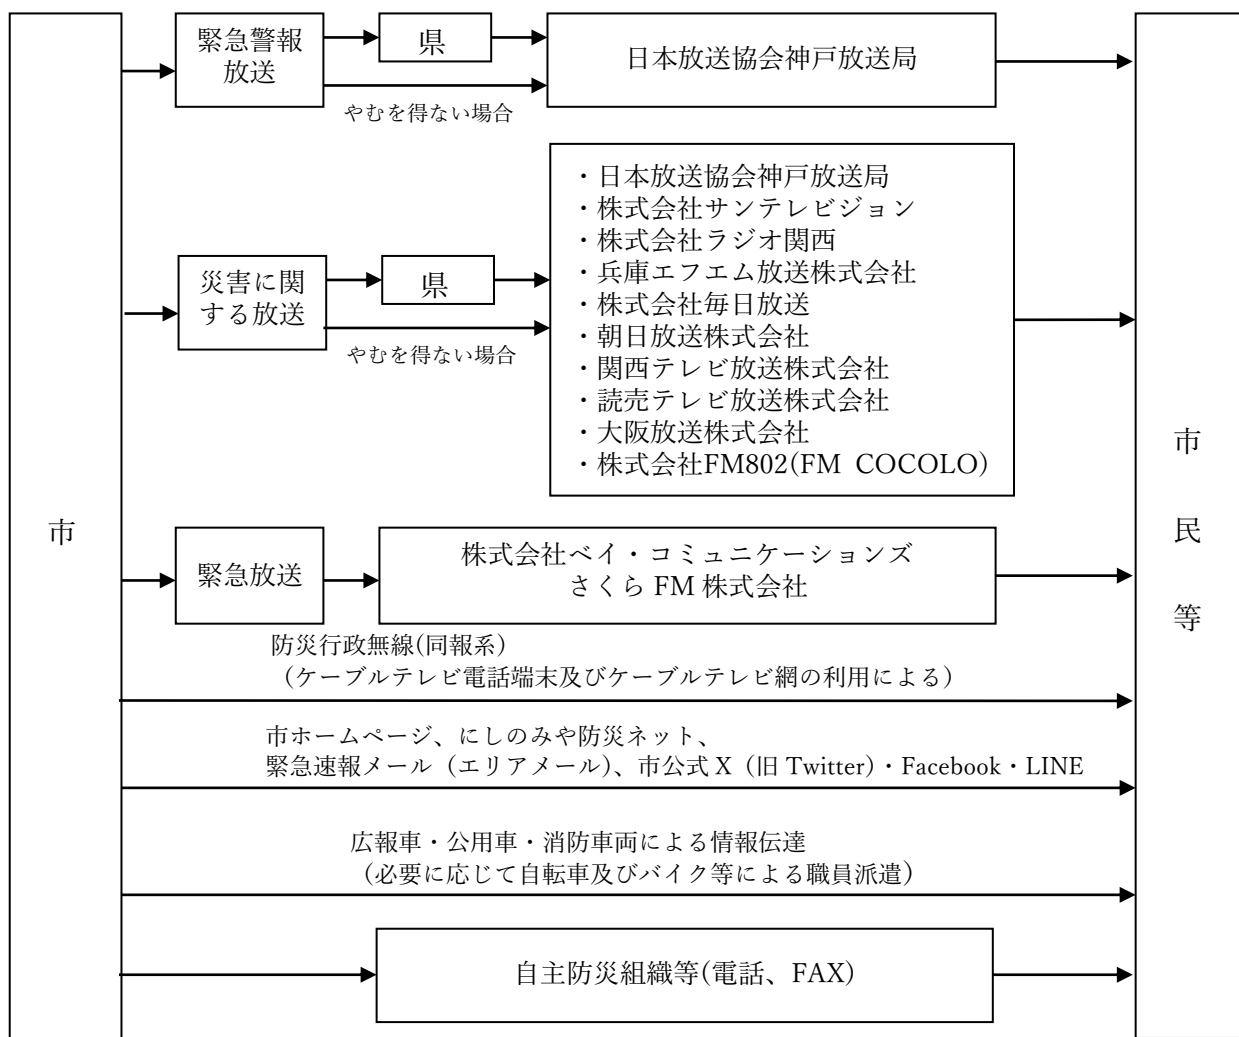 市
緊急警報
放送
県
やむを得ない場合
日本放送協会神戸放送局
災害に関
する放送
県
やむを得ない場合
・日本放送協会神戸放送局
・株式会社サンテレビジョン
・株式会社ラジオ関西
・兵庫エフエム放送株式会社
・株式会社毎日放送
・朝日放送株式会社
・関西テレビ放送株式会社
・読売テレビ放送株式会社
・大阪放送株式会社
・株式会社FM802(FM COCOLO)
緊急放送
株式会社ベイ・コミュニケーションズ
さくら FM 株式会社
防災行政無線(同報系)
(ケーブルテレビ電話端末及びケーブルテレビ網の利用による)
市ホームページ、にしのみや防災ネット、
緊急速報メール(エリアメール)、市公式 X(旧 Twitter)・Facebook・LINE
広報車・公用車・消防車両による情報伝達
(必要に応じて自転車及びバイク等による職員派遣)
自主防災組織等(電話、FAX)
市
民
等